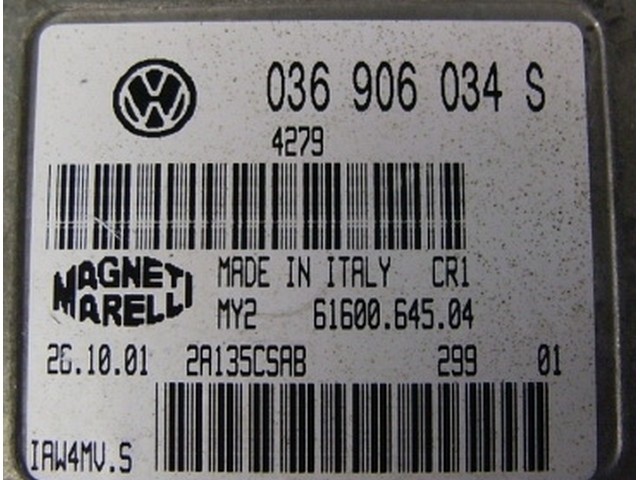 036 906 034 S
4279
MAGNETI MARELLI
MADE IN ITALY CR1
MY2 61600.645.04
26.10.01 2A135CSAB 299 01
IAW4MV.S